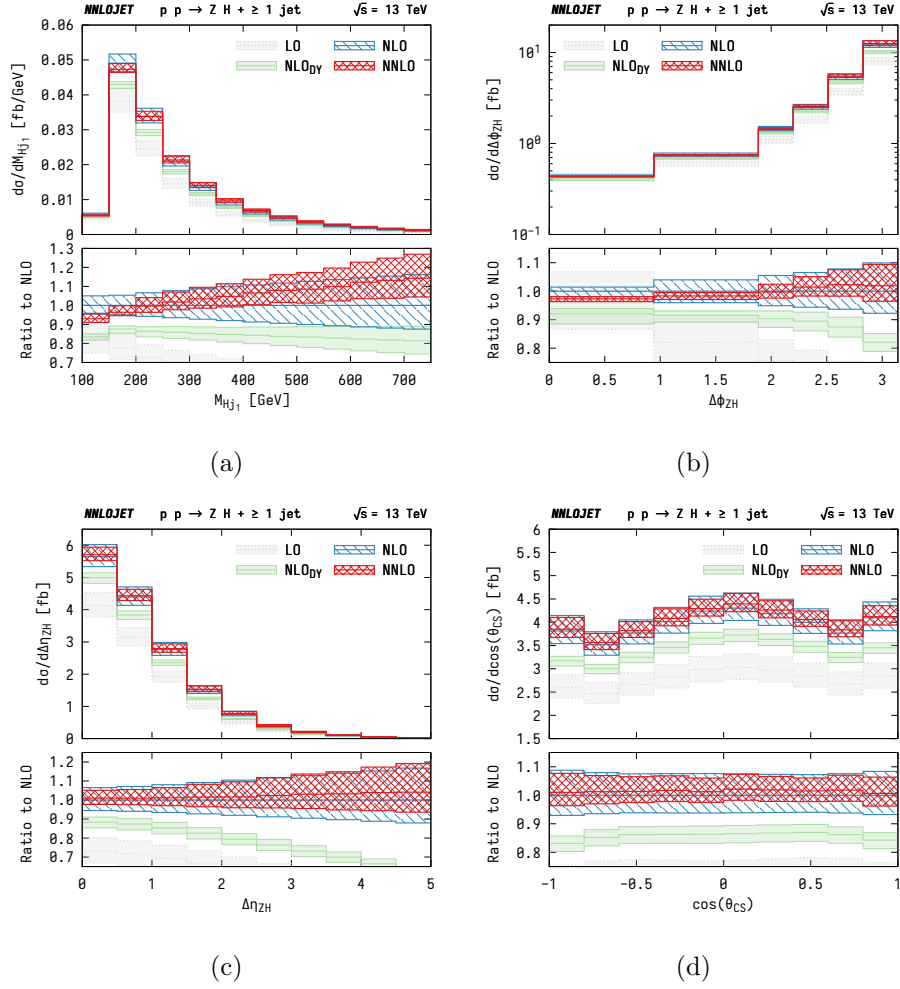 NNLOJET p p → Z H + ≥ 1 jet √s = 13 TeV
LO NLO
NLO_DY NNLO
dσ/dM_Hj₁ [fb/GeV]
0.06
0.05
0.04
0.03
0.02
0.01
0
Ratio to NLO
1.3
1.2
1.1
1.0
0.9
0.8
0.7
100 200 300 400 500 600 700
M_Hj₁ [GeV]
(a)
NNLOJET p p → Z H + ≥ 1 jet √s = 13 TeV
LO NLO
NLO_DY NNLO
dσ/dΔϕ_ZH [fb]
10¹
10⁰
10⁻¹
Ratio to NLO
1.1
1.0
0.9
0.8
0 0.5 1 1.5 2 2.5 3
Δϕ_ZH
(b)
NNLOJET p p → Z H + ≥ 1 jet √s = 13 TeV
LO NLO
NLO_DY NNLO
dσ/dΔη_ZH [fb]
6
5
4
3
2
1
0
Ratio to NLO
1.2
1.1
1.0
0.9
0.8
0.7
0 1 2 3 4 5
Δη_ZH
(c)
NNLOJET p p → Z H + ≥ 1 jet √s = 13 TeV
LO NLO
NLO_DY NNLO
dσ/dcos(θ_CS) [fb]
6
5.5
5
4.5
4
3.5
3
2.5
2
1.5
Ratio to NLO
1.1
1.0
0.9
0.8
-1 -0.5 0 0.5 1
cos(θ_CS)
(d)